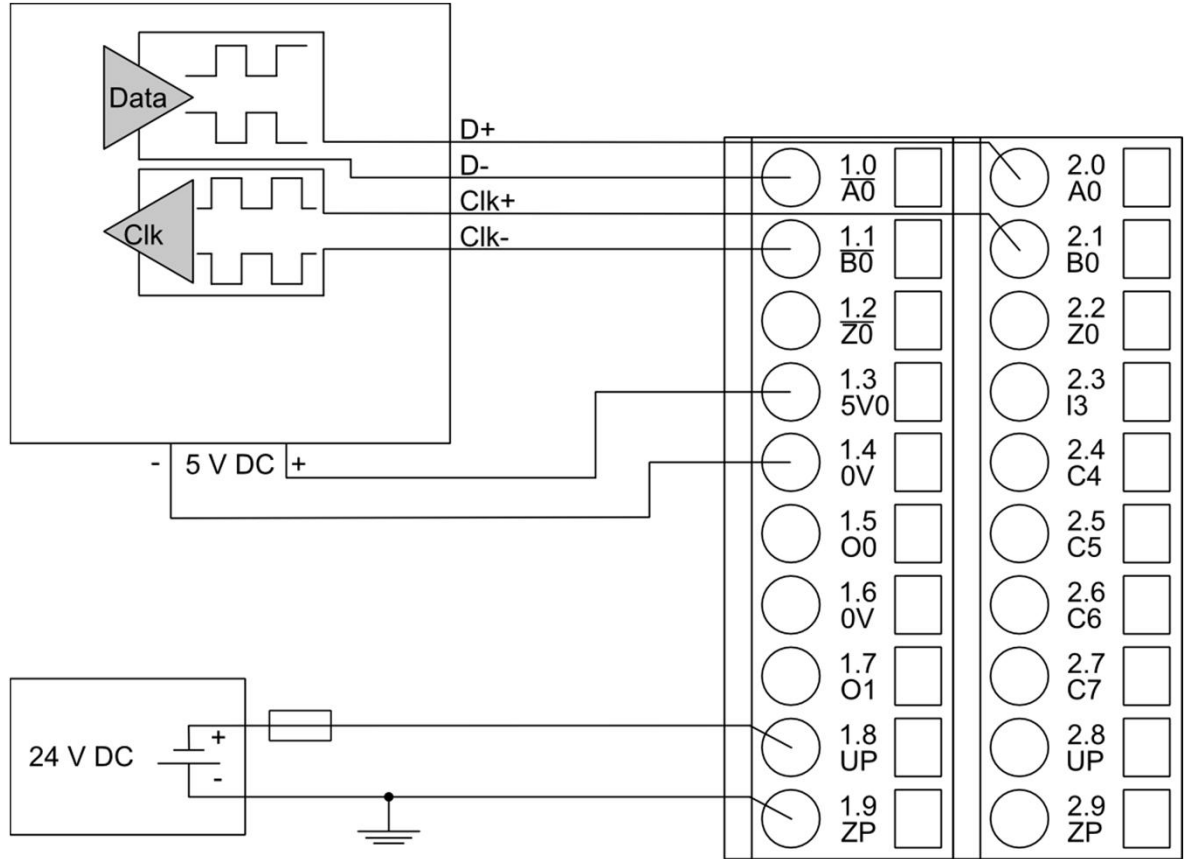 Data
Clk
D+
D-
Clk+
Clk-
- 5 V DC +
24 V DC
+
-
1.0
A̅0̅
1.1
B̅0̅
1.2
Z̅0̅
1.3
5V0
1.4
0V
1.5
O0
1.6
0V
1.7
O1
1.8
UP
1.9
ZP
2.0
A0
2.1
B0
2.2
Z0
2.3
I3
2.4
C4
2.5
C5
2.6
C6
2.7
C7
2.8
UP
2.9
ZP